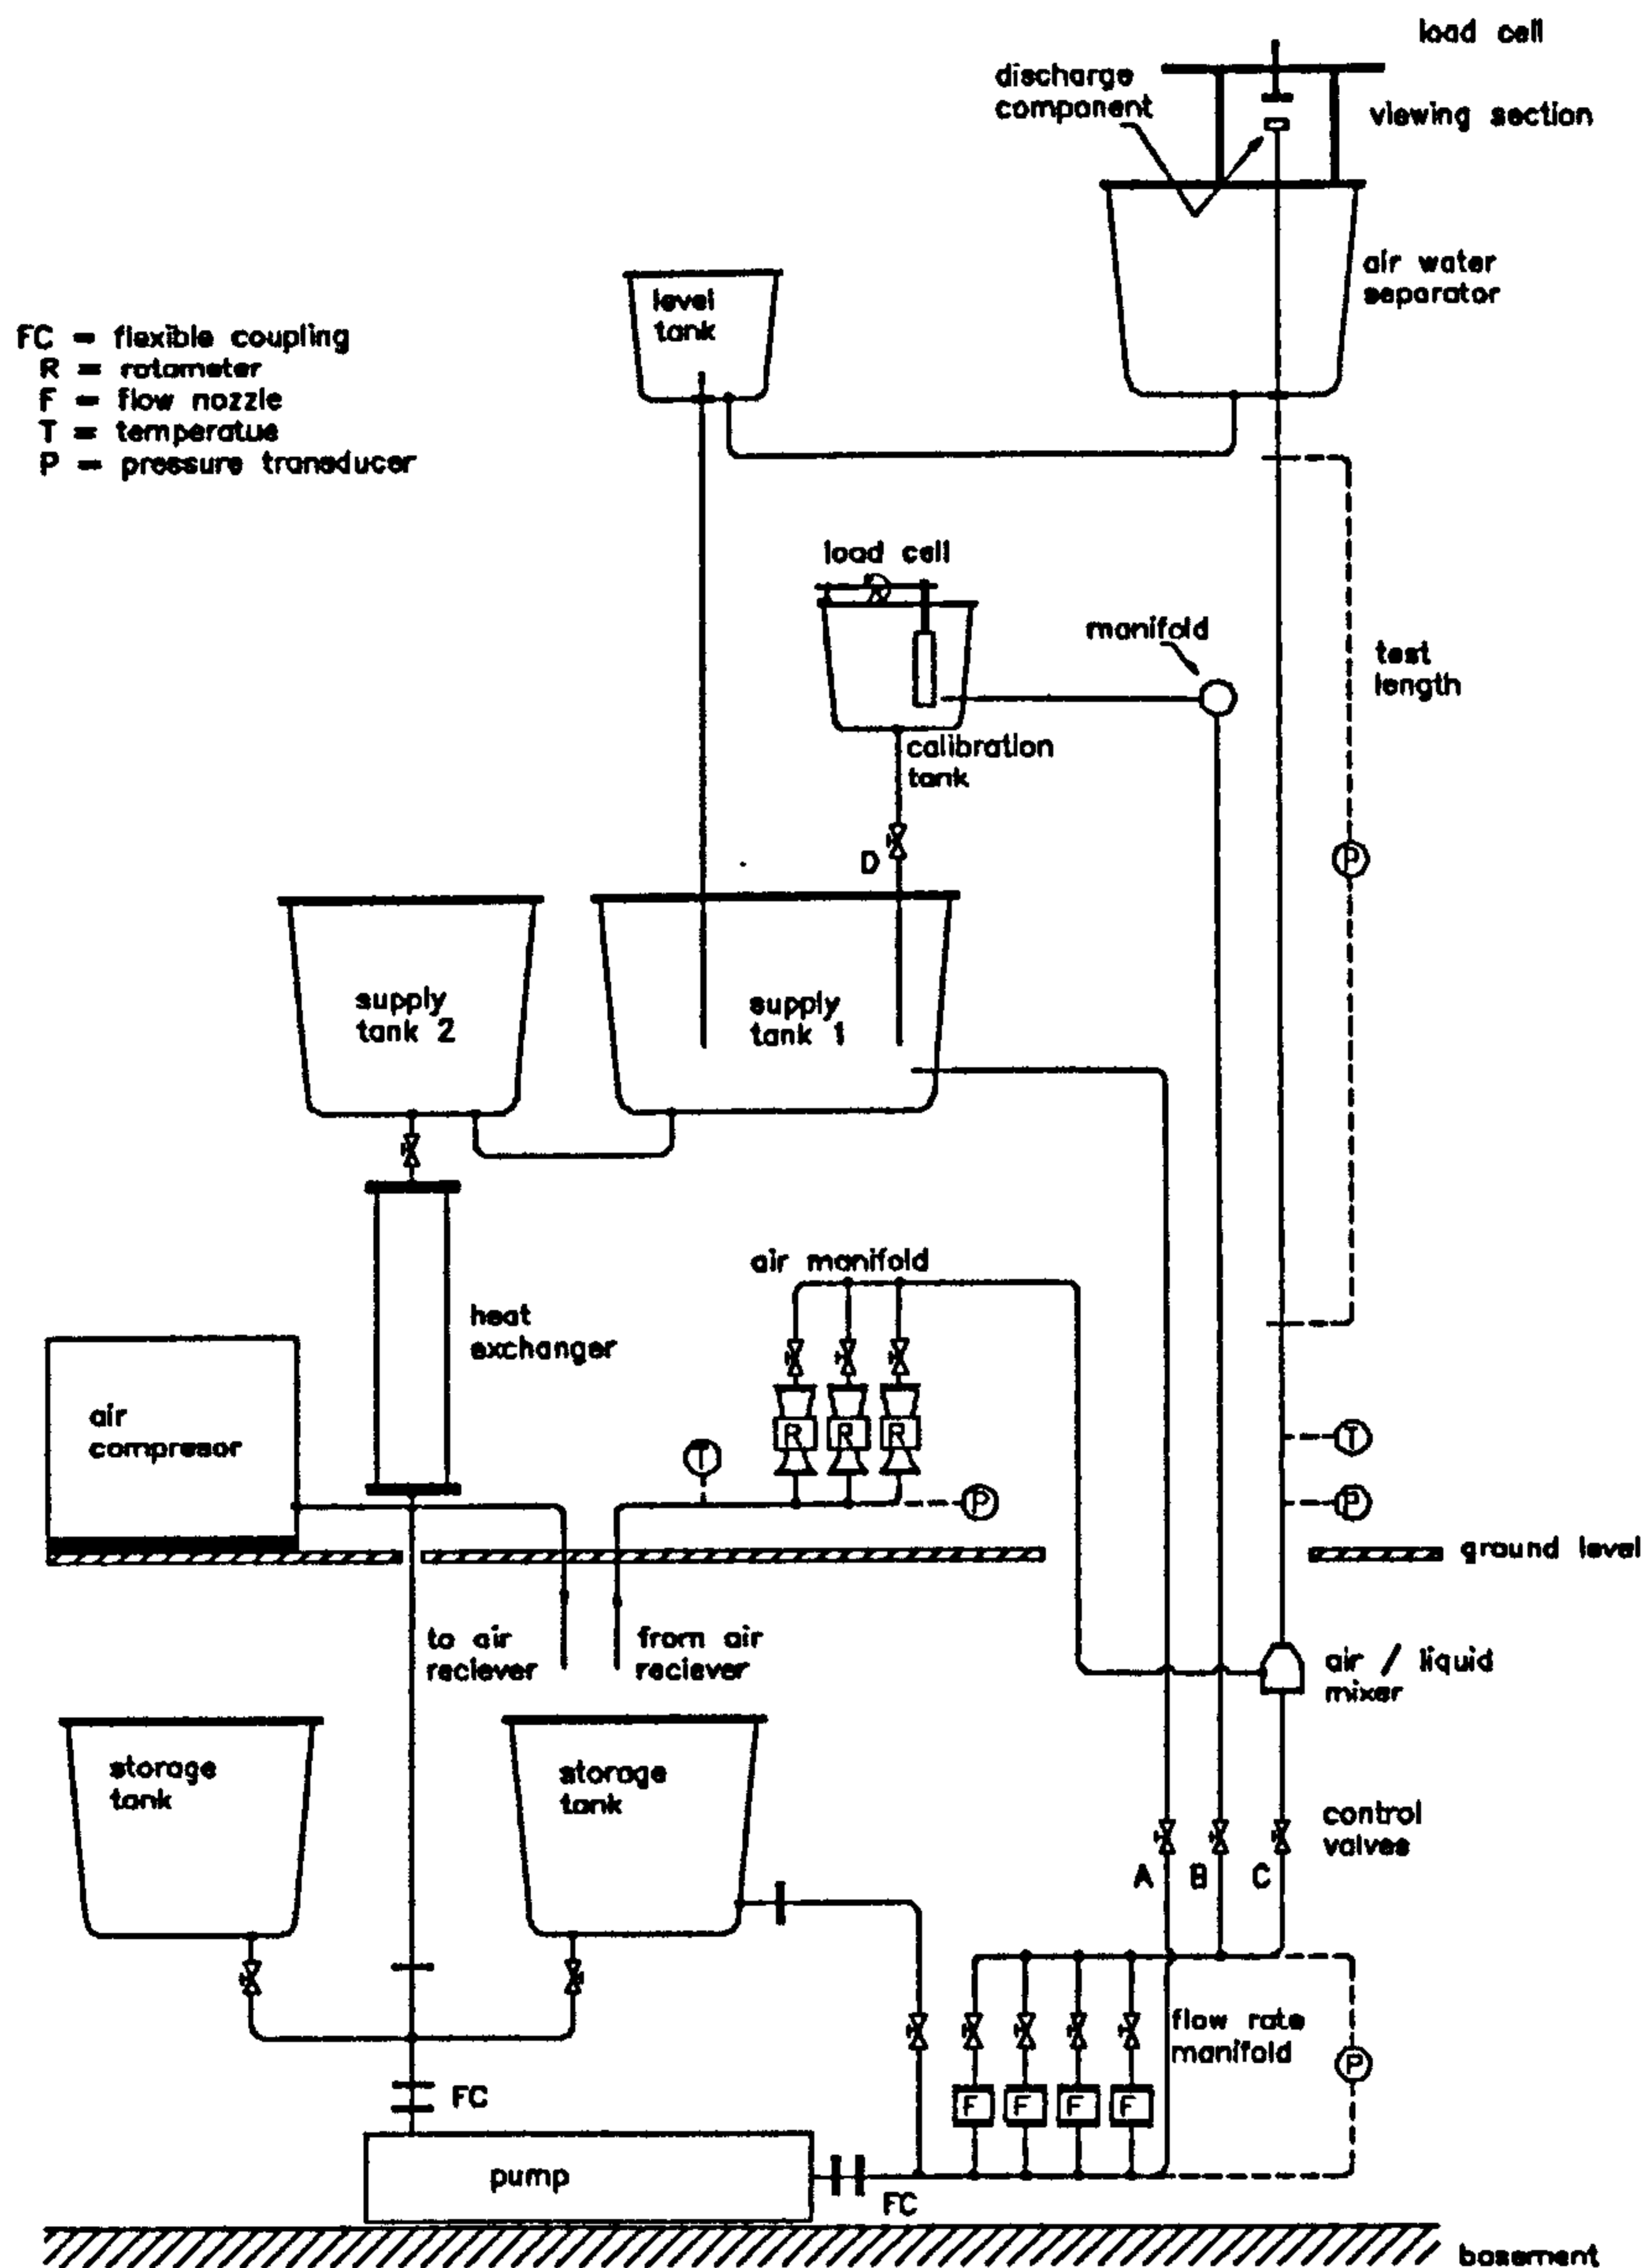 load cell
discharge
component
viewing section
air water
separator
level
tank
FC = flexible coupling
R = rotameter
F = flow nozzle
T = temperatue
P = pressure transducer
load cell
manifold
test
length
calibration
tank
P
D
supply
tank 2
supply
tank 1
air manifold
heat
exchanger
air
compresor
R R R
T
T
P
P
ground level
to air
reciever
from air
reciever
air / liquid
mixer
storage
tank
storage
tank
control
valves
A B C
flow rate
manifold
P
FC
F F F F
pump
FC
basement